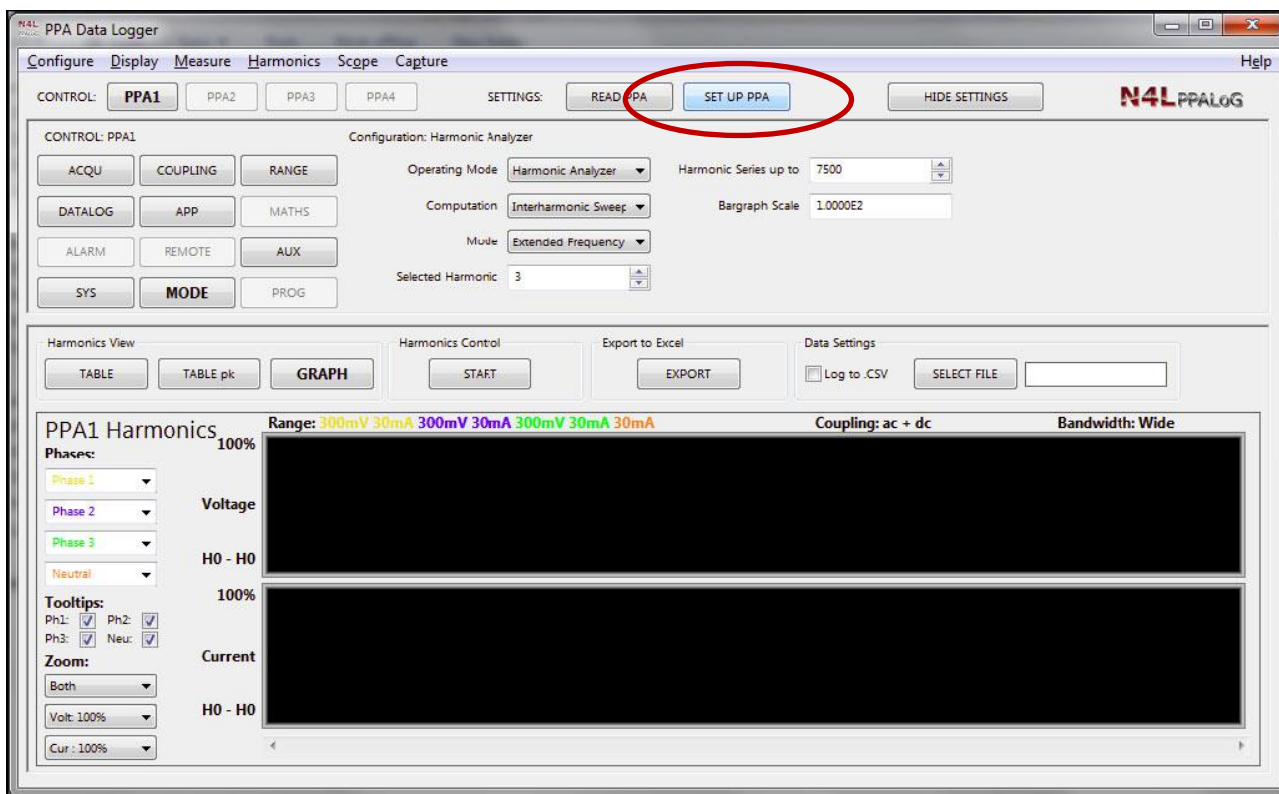 N4L PPA Data Logger
Configure Display Measure Harmonics Scope Capture Help
CONTROL: PPA1 PPA2 PPA3 PPA4 SETTINGS: READ PPA SET UP PPA HIDE SETTINGS N4L PPALoG
CONTROL: PPA1 Configuration: Harmonic Analyzer
ACQU COUPLING RANGE Operating Mode Harmonic Analyzer Harmonic Series up to 7500
DATALOG APP MATHS Computation Interharmonic Sweep Bargraph Scale 1.0000E2
ALARM REMOTE AUX Mode Extended Frequency
Selected Harmonic 3
SYS MODE PROG
Harmonics View Harmonics Control Export to Excel Data Settings
TABLE TABLE pk GRAPH START EXPORT Log to .CSV SELECT FILE
PPA1 Harmonics Range: 300mV 30mA 300mV 30mA 300mV 30mA 30mA Coupling: ac + dc Bandwidth: Wide
100%
Phases:
Phase 1
Voltage
Phase 2
Phase 3
H0 - H0
Neutral
100%
Tooltips:
Ph1: Ph2:
Ph3: Neu:
Current
Zoom:
Both
H0 - H0
Volt: 100%
Cur : 100%